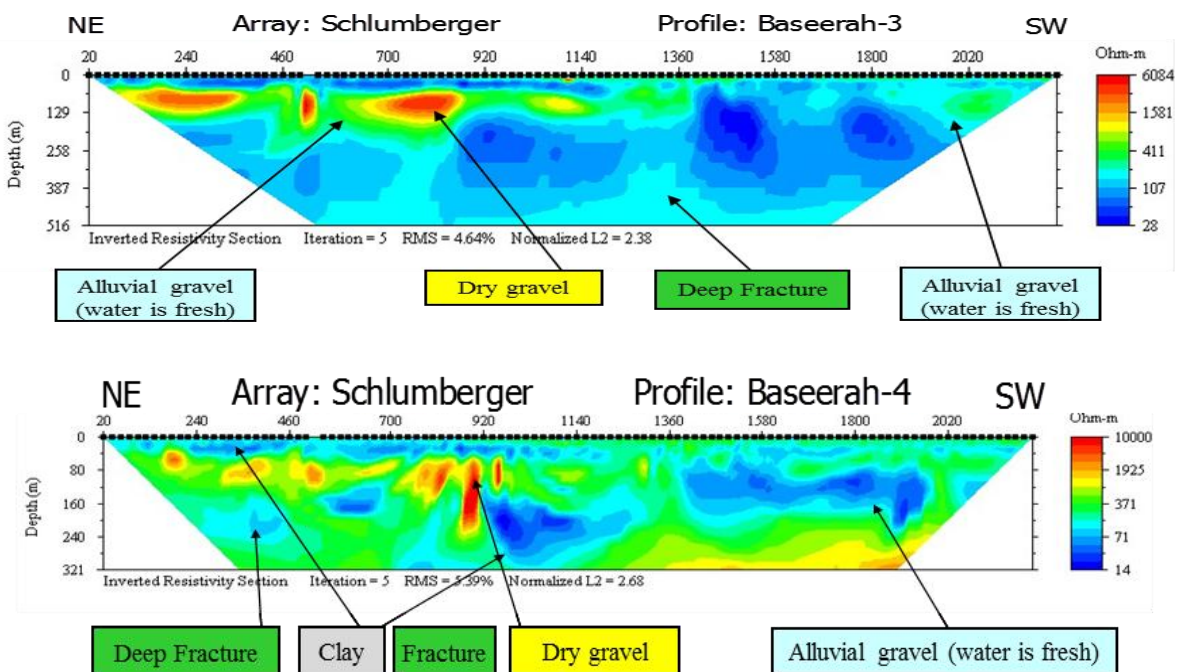 NE Array: Schlumberger Profile: Baseerah-3 SW
Ohm-m
20 240 460 700 920 1140 1360 1580 1800 2020
0
129
258
387
516
Depth (m)
6084
1581
411
107
28
Inverted Resistivity Section Iteration = 5 RMS = 4.64% Normalized L2 = 2.38
Alluvial gravel
(water is fresh)
Dry gravel
Deep Fracture
Alluvial gravel
(water is fresh)
NE Array: Schlumberger Profile: Baseerah-4 SW
Ohm-m
20 240 460 700 920 1140 1360 1580 1800 2020
0
80
160
240
321
Depth (m)
10000
1925
371
71
14
Inverted Resistivity Section Iteration = 5 RMS = 5.39% Normalized L2 = 2.68
Deep Fracture
Clay
Fracture
Dry gravel
Alluvial gravel (water is fresh)